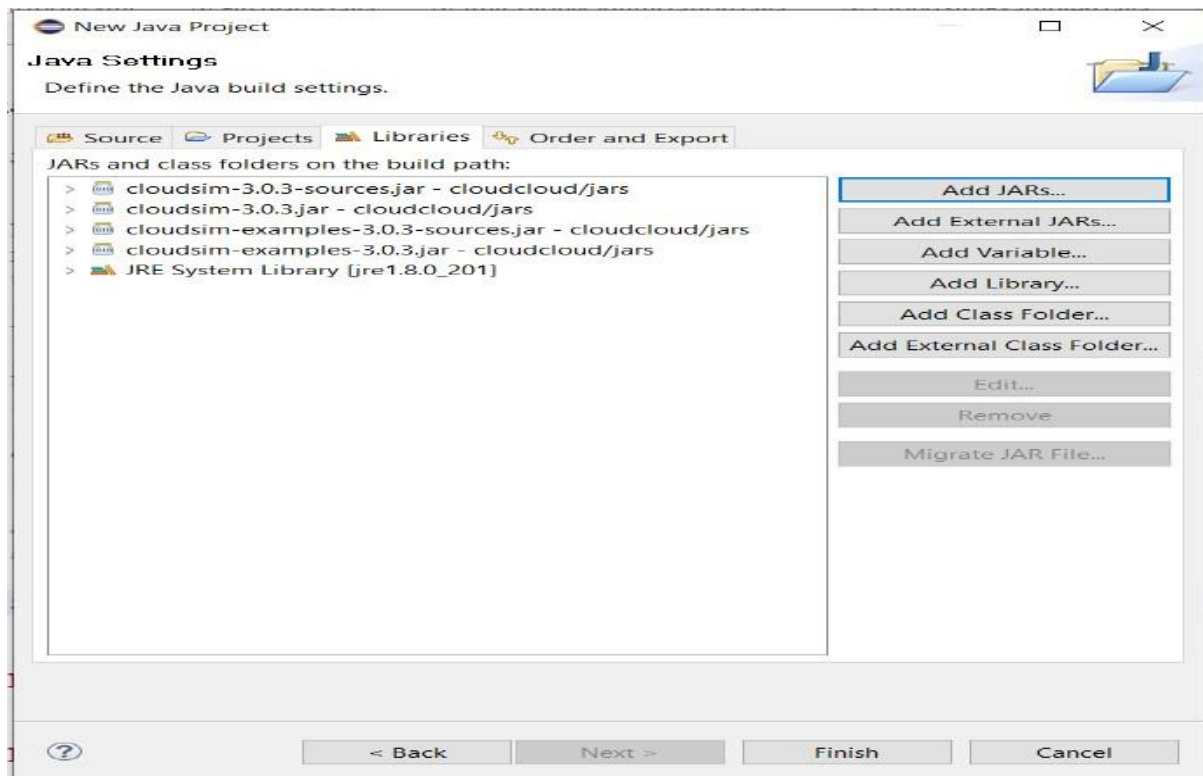 New Java Project
Java Settings
Define the Java build settings.
Source Projects Libraries Order and Export
JARs and class folders on the build path:
cloudsim-3.0.3-sources.jar - cloudcloud/jars
cloudsim-3.0.3.jar - cloudcloud/jars
cloudsim-examples-3.0.3-sources.jar - cloudcloud/jars
cloudsim-examples-3.0.3.jar - cloudcloud/jars
JRE System Library [jre1.8.0_201]
Add JARs...
Add External JARs...
Add Variable...
Add Library...
Add Class Folder...
Add External Class Folder...
Edit...
Remove
Migrate JAR File...
? < Back Next > Finish Cancel